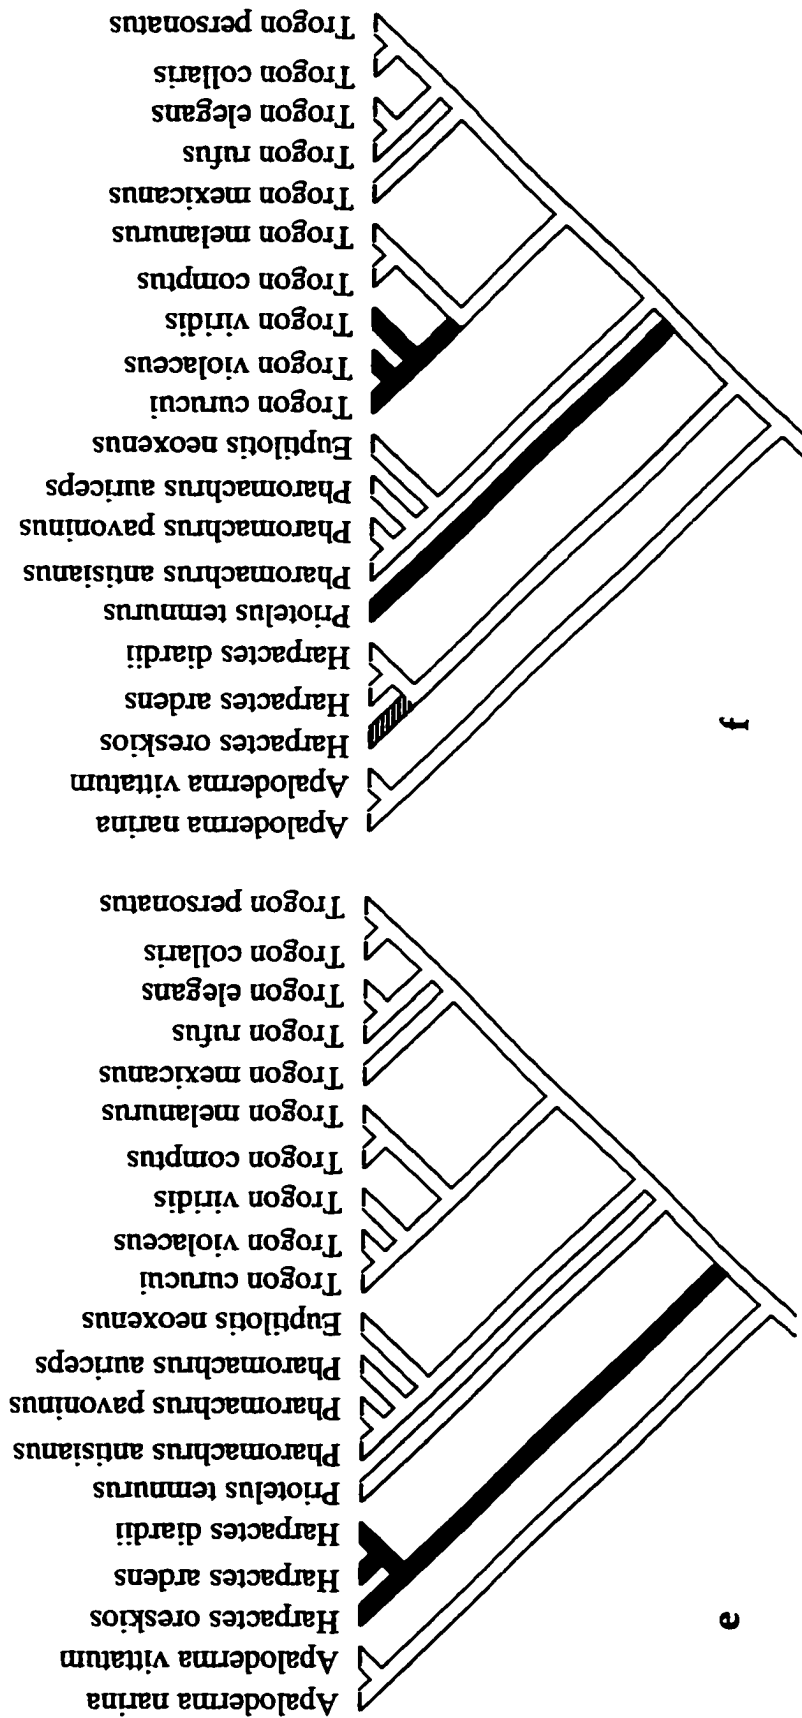 Trogon personatus
Trogon collaris
Trogon elegans
Trogon rufus
Trogon mexicanus
Trogon melanurus
Trogon comptus
Trogon viridis
Trogon violaceus
Trogon curucui
Euptilotis neoxenus
Pharomachrus auriceps
Pharomachrus pavoninus
Pharomachrus antisianus
Priotelus temnurus
Harpactes diardii
Harpactes ardens
Harpactes oreskios
Apaloderma vittatum
Apaloderma narina
f
Trogon personatus
Trogon collaris
Trogon elegans
Trogon rufus
Trogon mexicanus
Trogon melanurus
Trogon comptus
Trogon viridis
Trogon violaceus
Trogon curucui
Euptilotis neoxenus
Pharomachrus auriceps
Pharomachrus pavoninus
Pharomachrus antisianus
Priotelus temnurus
Harpactes diardii
Harpactes ardens
Harpactes oreskios
Apaloderma vittatum
Apaloderma narina
e